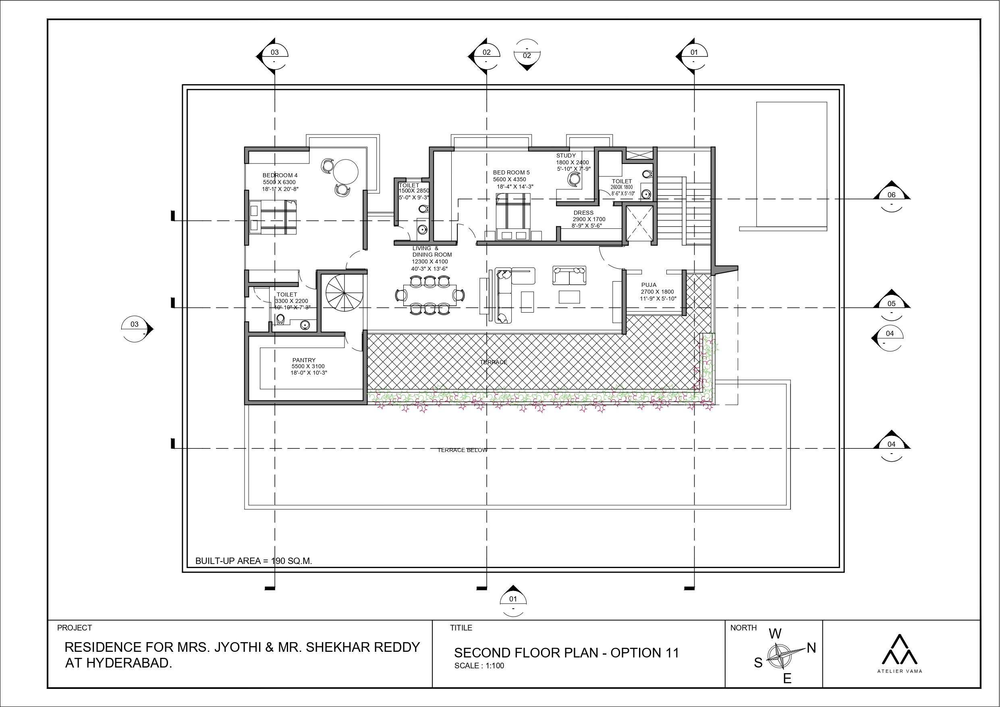 03
-
02
-
-
02
01
-
BEDROOM 4
5500 X 6300
18'-1" X 20'-8"
TOILET
1500X 2850
5'-0" X 9'-3"
BED ROOM 5
5600 X 4350
18'-4" X 14'-3"
STUDY
1800 X 2400
5'-10" X 7'-9"
TOILET
2600X 1800
8'-6" X 5'-10"
DRESS
2900 X 1700
8'-9" X 5'-6"
06
-
LIVING &
DINING ROOM
12300 X 4100
40'-3" X 13'-6"
PUJA
2700 X 1800
11'-9" X 5'-10"
TOILET
3300 X 2200
10'-10" X 7'-3"
05
-
03
-
04
-
PANTRY
5500 X 3100
18'-0" X 10'-3"
TERRACE
TERRACE BELOW
04
-
BUILT-UP AREA = 190 SQ.M.
01
-
PROJECT
RESIDENCE FOR MRS. JYOTHI & MR. SHEKHAR REDDY
AT HYDERABAD.
TITILE
SECOND FLOOR PLAN - OPTION 11
SCALE : 1:100
NORTH
W
N
S
E
ATELIER VAMA